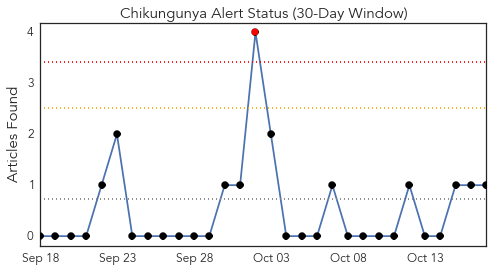 Chikungunya Alert Status (30-Day Window)
Articles Found
4
3
2
1
0
Sep 18 Sep 23 Sep 28 Oct 03 Oct 08 Oct 13